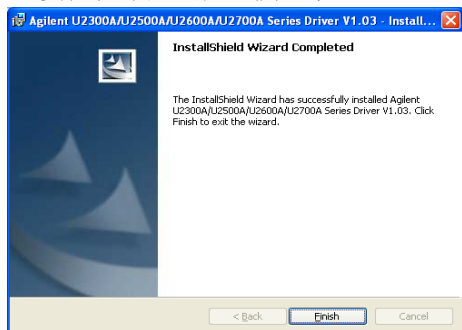 Agilent U2300A/U2500A/U2600A/U2700A Series Driver V1.03 - Install...
InstallShield Wizard Completed
The InstallShield Wizard has successfully installed Agilent
U2300A/U2500A/U2600A/U2700A Series Driver V1.03. Click
Finish to exit the wizard.
< Back Finish Cancel